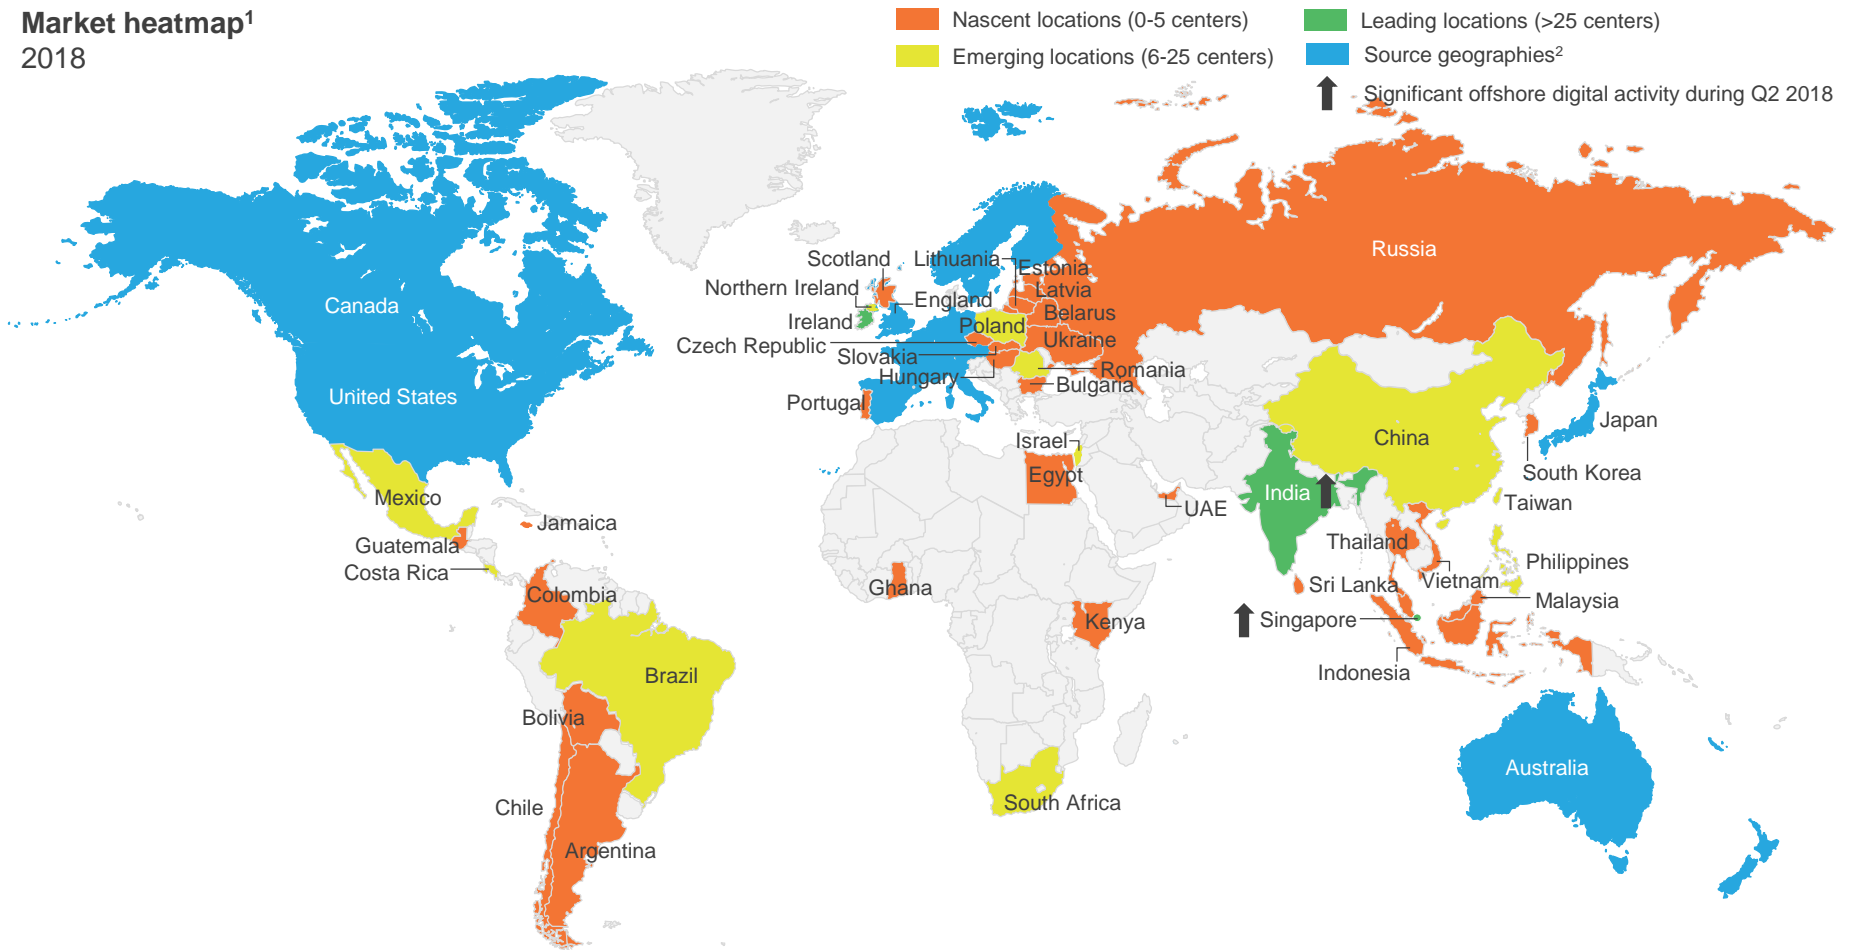 Market heatmap¹
2018
Nascent locations (0-5 centers)
Leading locations (>25 centers)
Emerging locations (6-25 centers)
Source geographies²
Significant offshore digital activity during Q2 2018
Russia
Scotland
Lithuania
Estonia
Northern Ireland
Latvia
Canada
England
Belarus
Ireland
Poland
Ukraine
Czech Republic
Slovakia
Romania
Hungary
Bulgaria
United States
Portugal
Japan
China
Israel
South Korea
Egypt
India
Mexico
UAE
Taiwan
Jamaica
Guatemala
Thailand
Costa Rica
Philippines
Ghana
Sri Lanka
Vietnam
Colombia
Malaysia
Kenya
Singapore
Indonesia
Brazil
Bolivia
Australia
Chile
South Africa
Argentina